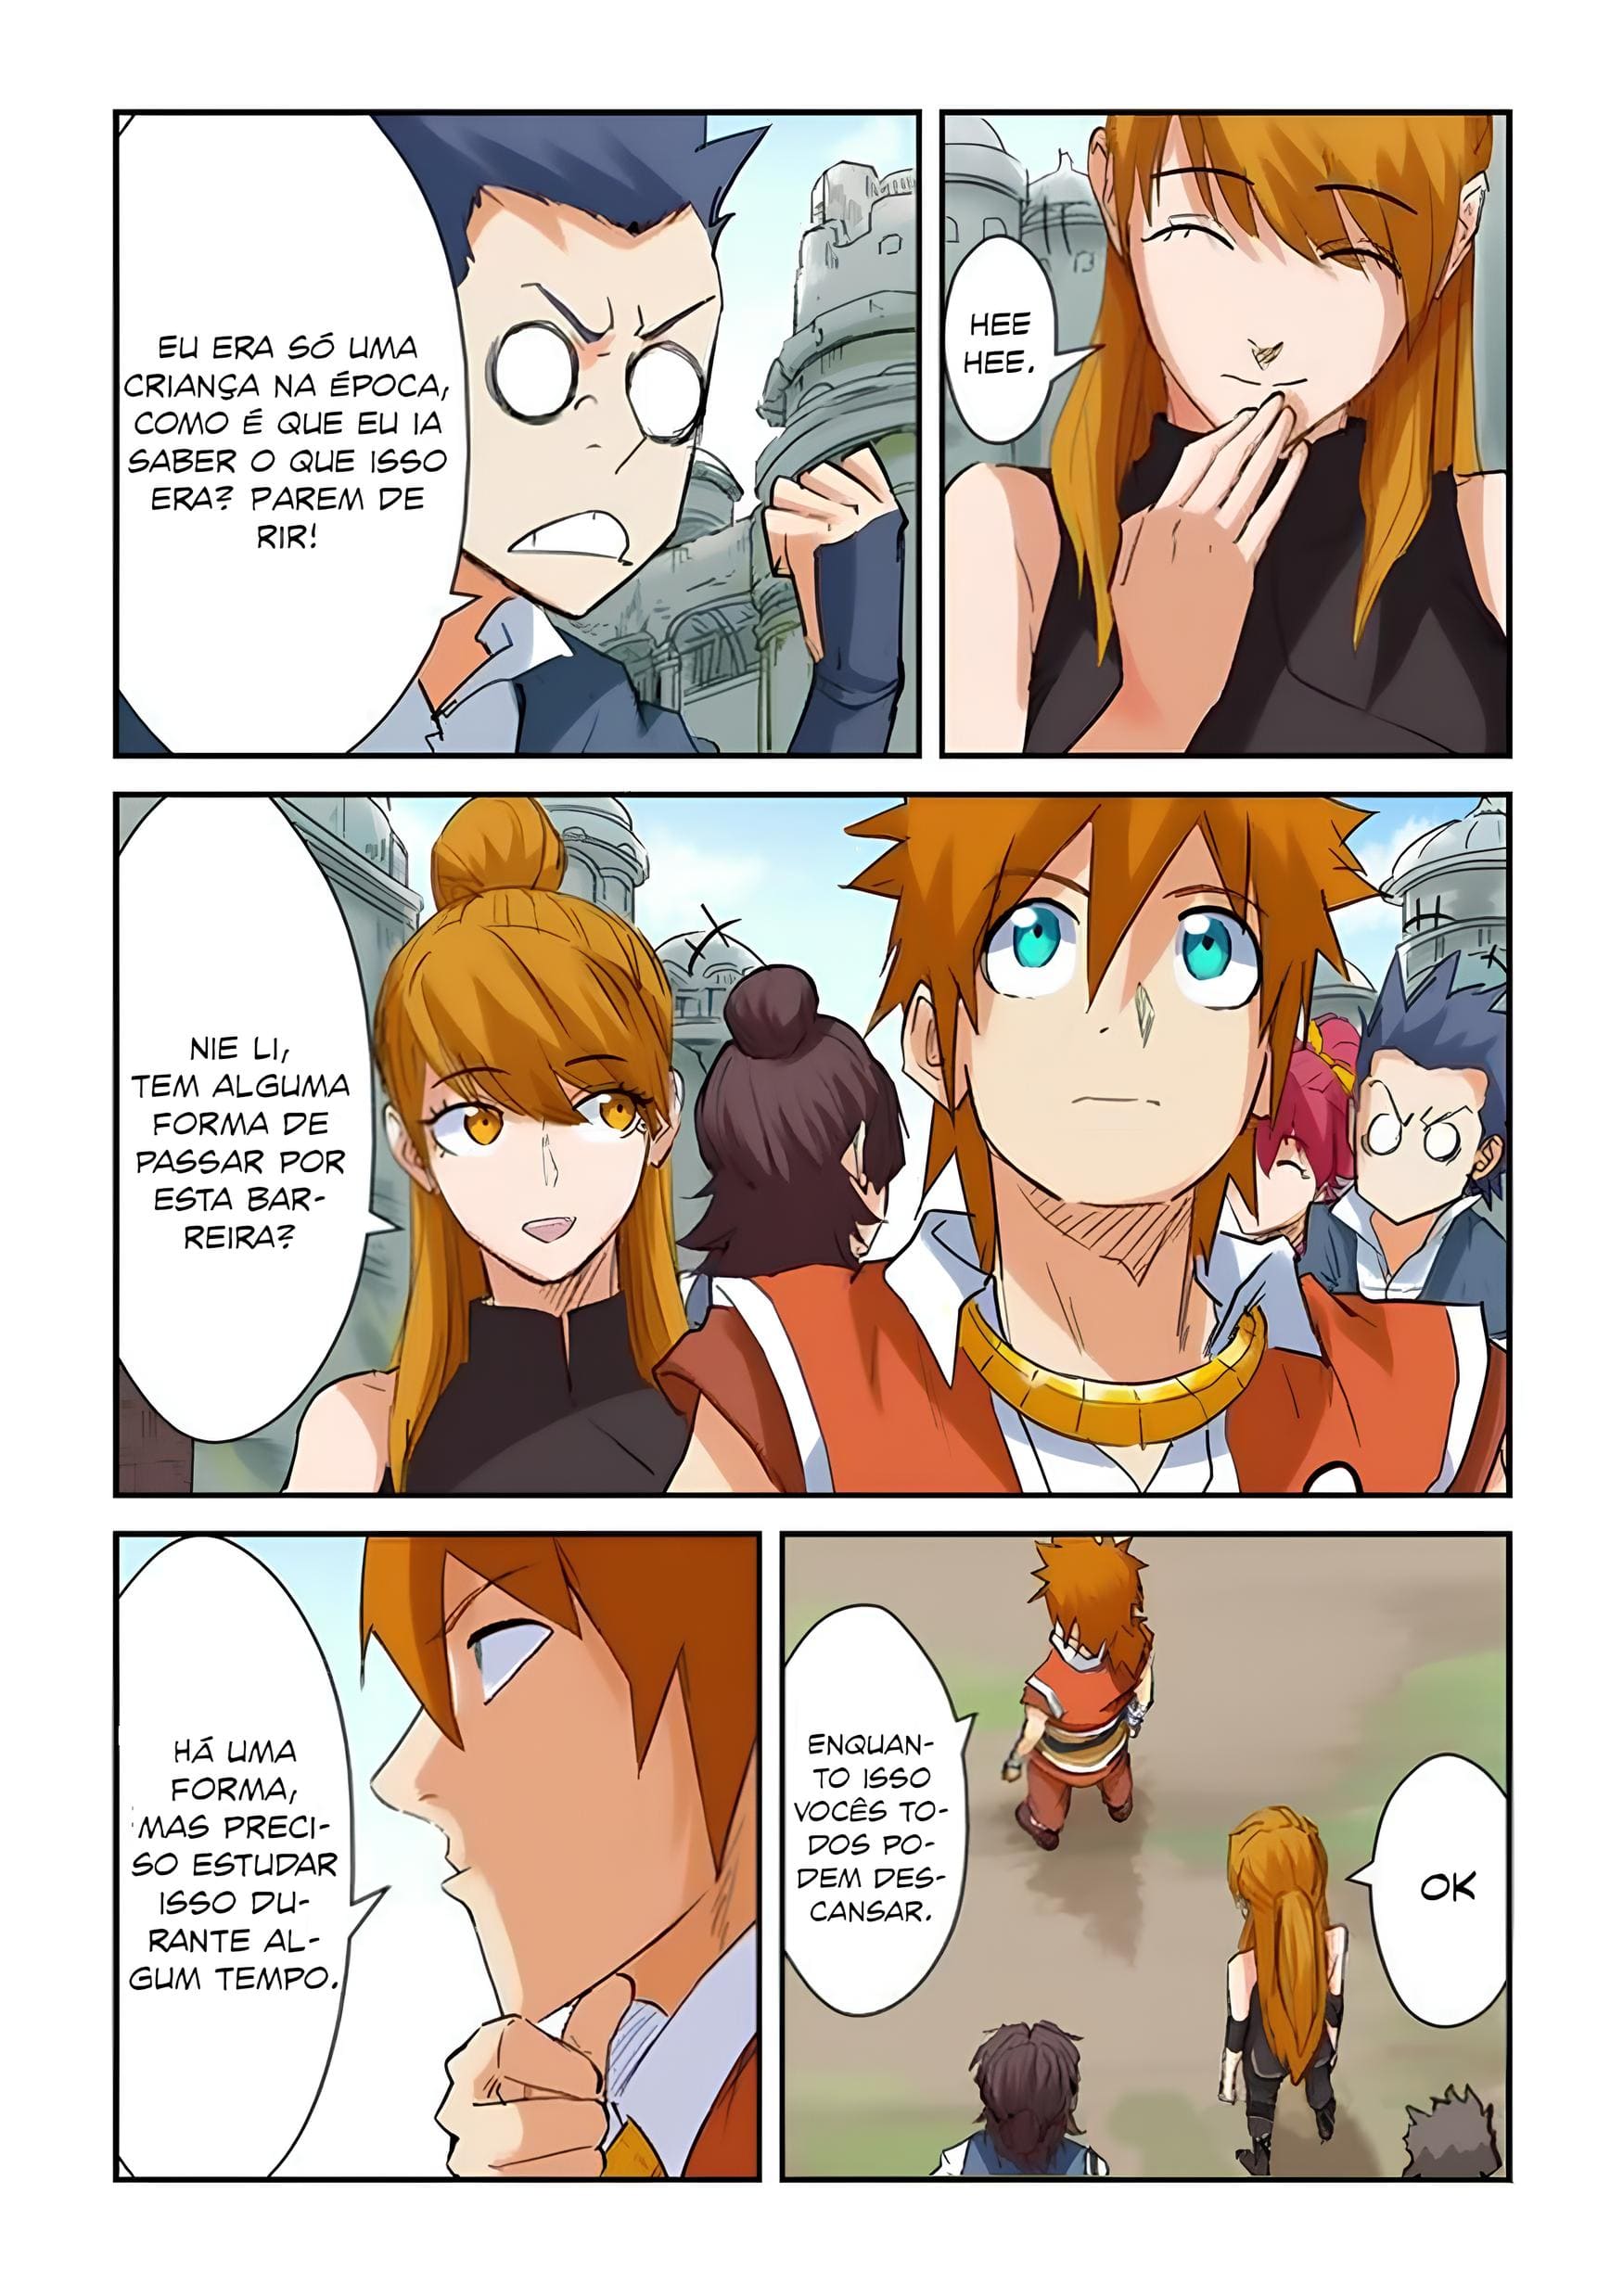 EU ERA SÓ UMA
CRIANÇA NA ÉPOCA,
COMO É QUE EU IA
SABER O QUE ISSO
ERA? PAREM DE
RIR!
HEE
HEE.
NIE LI,
TEM ALGUMA
FORMA DE
PASSAR POR
ESTA BAR-
REIRA?
HÁ UMA
FORMA,
MAS PRECI-
SO ESTUDAR
ISSO DU-
RANTE AL-
GUM TEMPO.
ENQUAN-
TO ISSO
VOCÊS TO-
DOS PO-
DEM DES-
CANSAR.
OK